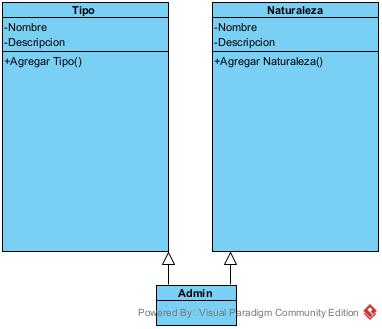 Tipo
-Nombre
-Descripcion
+Agregar Tipo()
Naturaleza
-Nombre
-Descripcion
+Agregar Naturaleza()
Admin
Powered By Visual Paradigm Community Edition